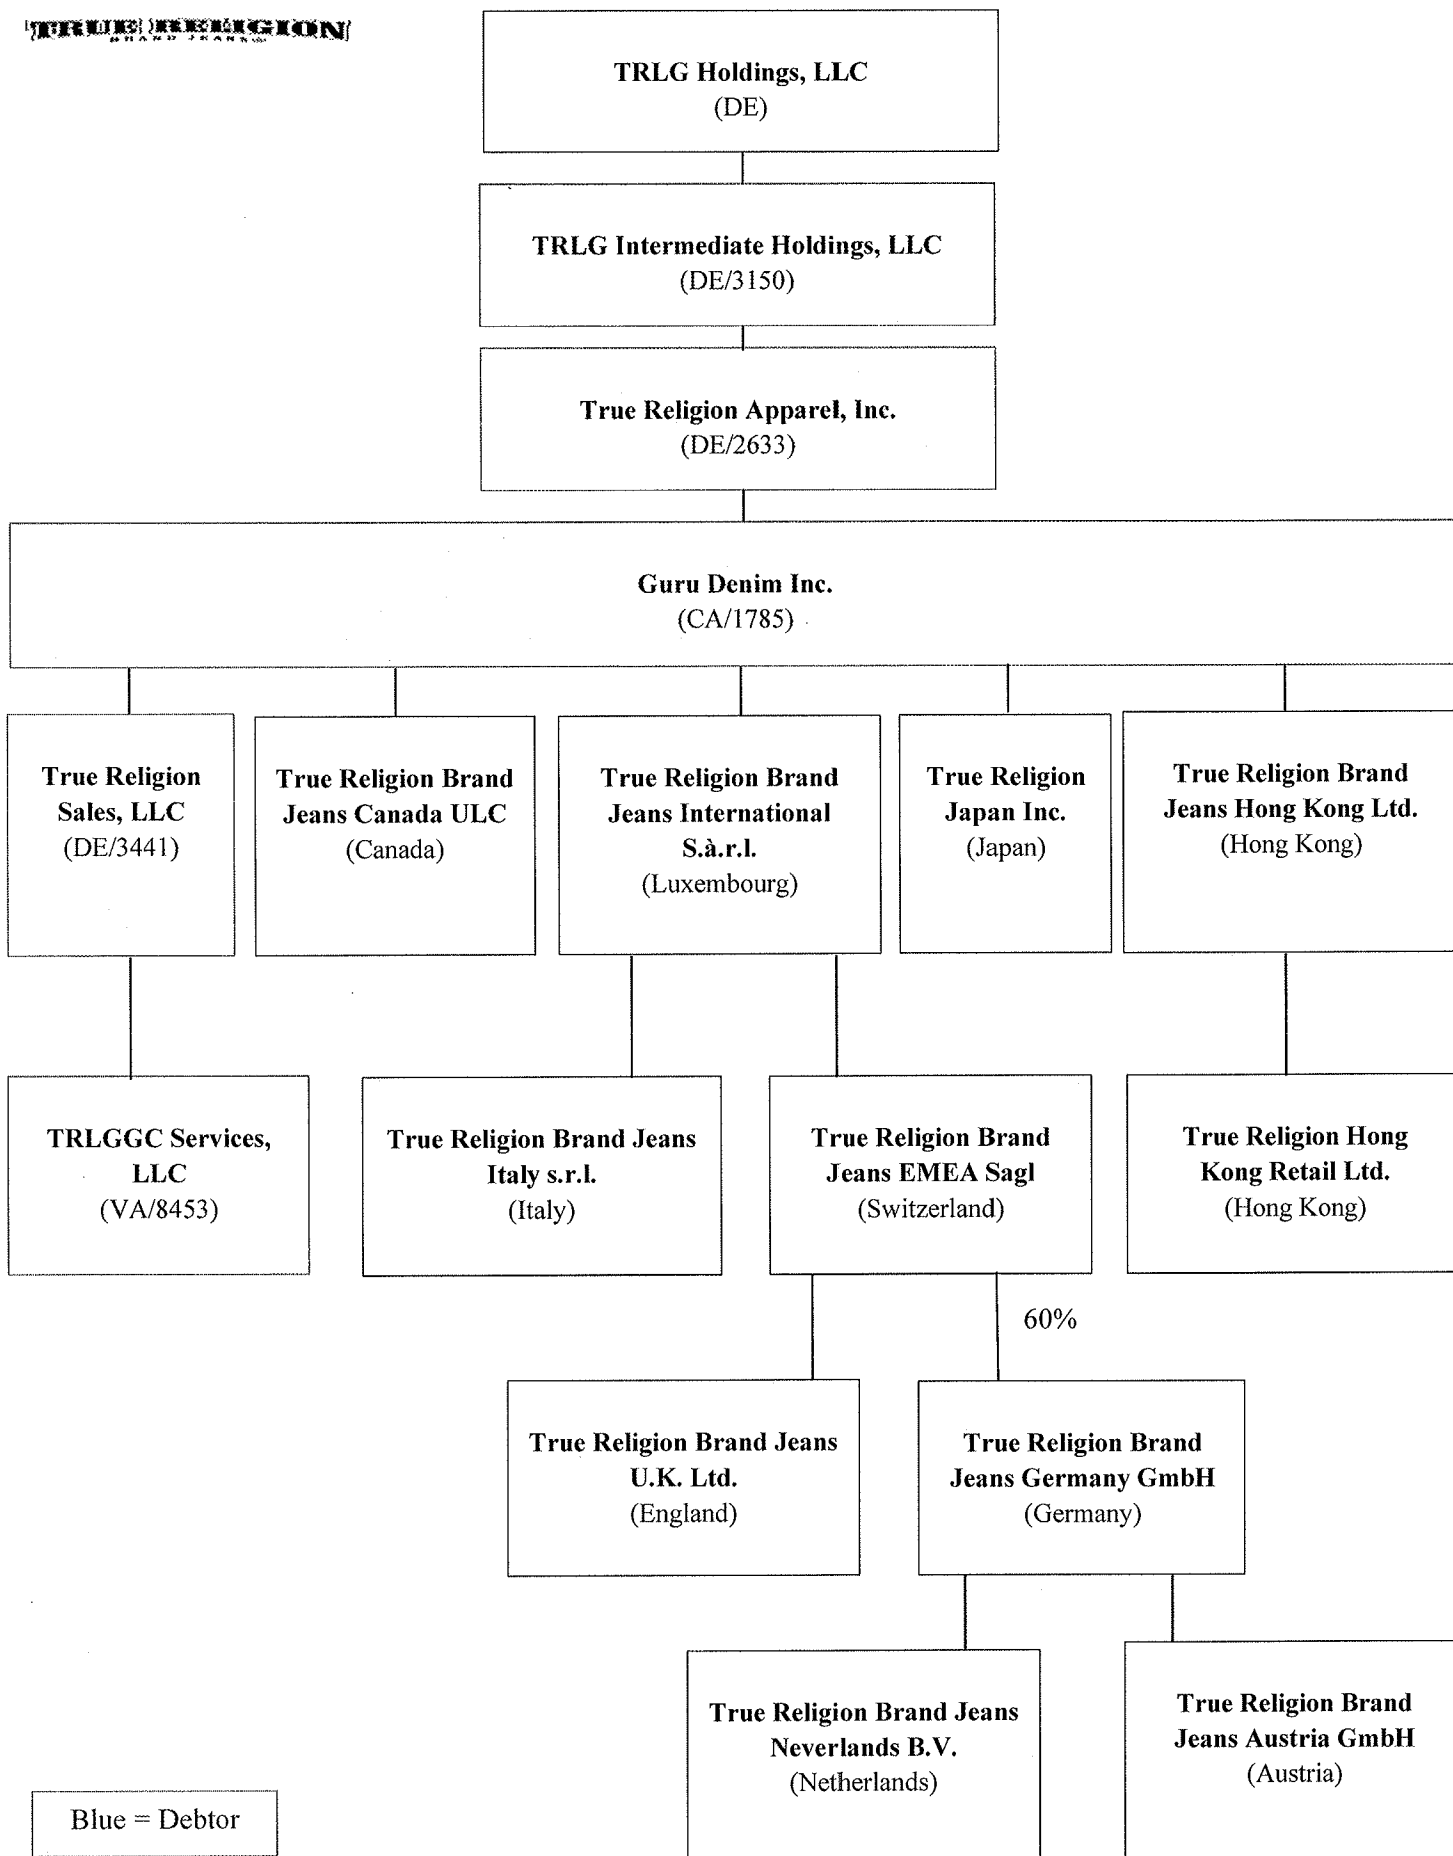 TRUE RELIGION
BRAND JEANS
TRLG Holdings, LLC
(DE)
TRLG Intermediate Holdings, LLC
(DE/3150)
True Religion Apparel, Inc.
(DE/2633)
Guru Denim Inc.
(CA/1785)
True Religion
Sales, LLC
(DE/3441)
True Religion Brand
Jeans Canada ULC
(Canada)
True Religion Brand
Jeans International
S.à.r.l.
(Luxembourg)
True Religion
Japan Inc.
(Japan)
True Religion Brand
Jeans Hong Kong Ltd.
(Hong Kong)
TRLGGC Services,
LLC
(VA/8453)
True Religion Brand Jeans
Italy s.r.l.
(Italy)
True Religion Brand
Jeans EMEA Sagl
(Switzerland)
True Religion Hong
Kong Retail Ltd.
(Hong Kong)
60%
True Religion Brand Jeans
U.K. Ltd.
(England)
True Religion Brand
Jeans Germany GmbH
(Germany)
True Religion Brand Jeans
Neverlands B.V.
(Netherlands)
True Religion Brand
Jeans Austria GmbH
(Austria)
Blue = Debtor